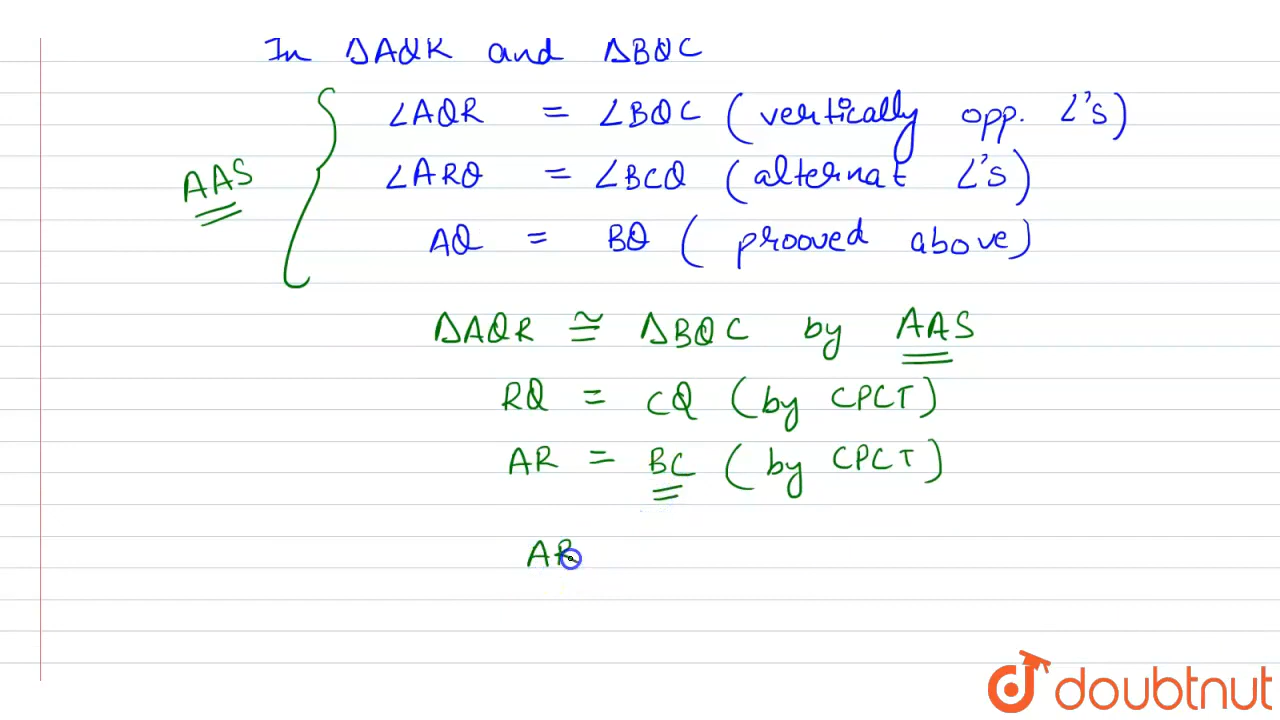 In ΔAQR and ΔBQC
∠AQR = ∠BQC (vertically opp. ∠'s)
AAS
∠ARQ = ∠BCQ (alternat ∠'s)
AQ = BQ (prooved above)
ΔAQR ≅ ΔBQC by AAS
RQ = CQ (by CPCT)
AR = BC (by CPCT)
AR
doubtnut